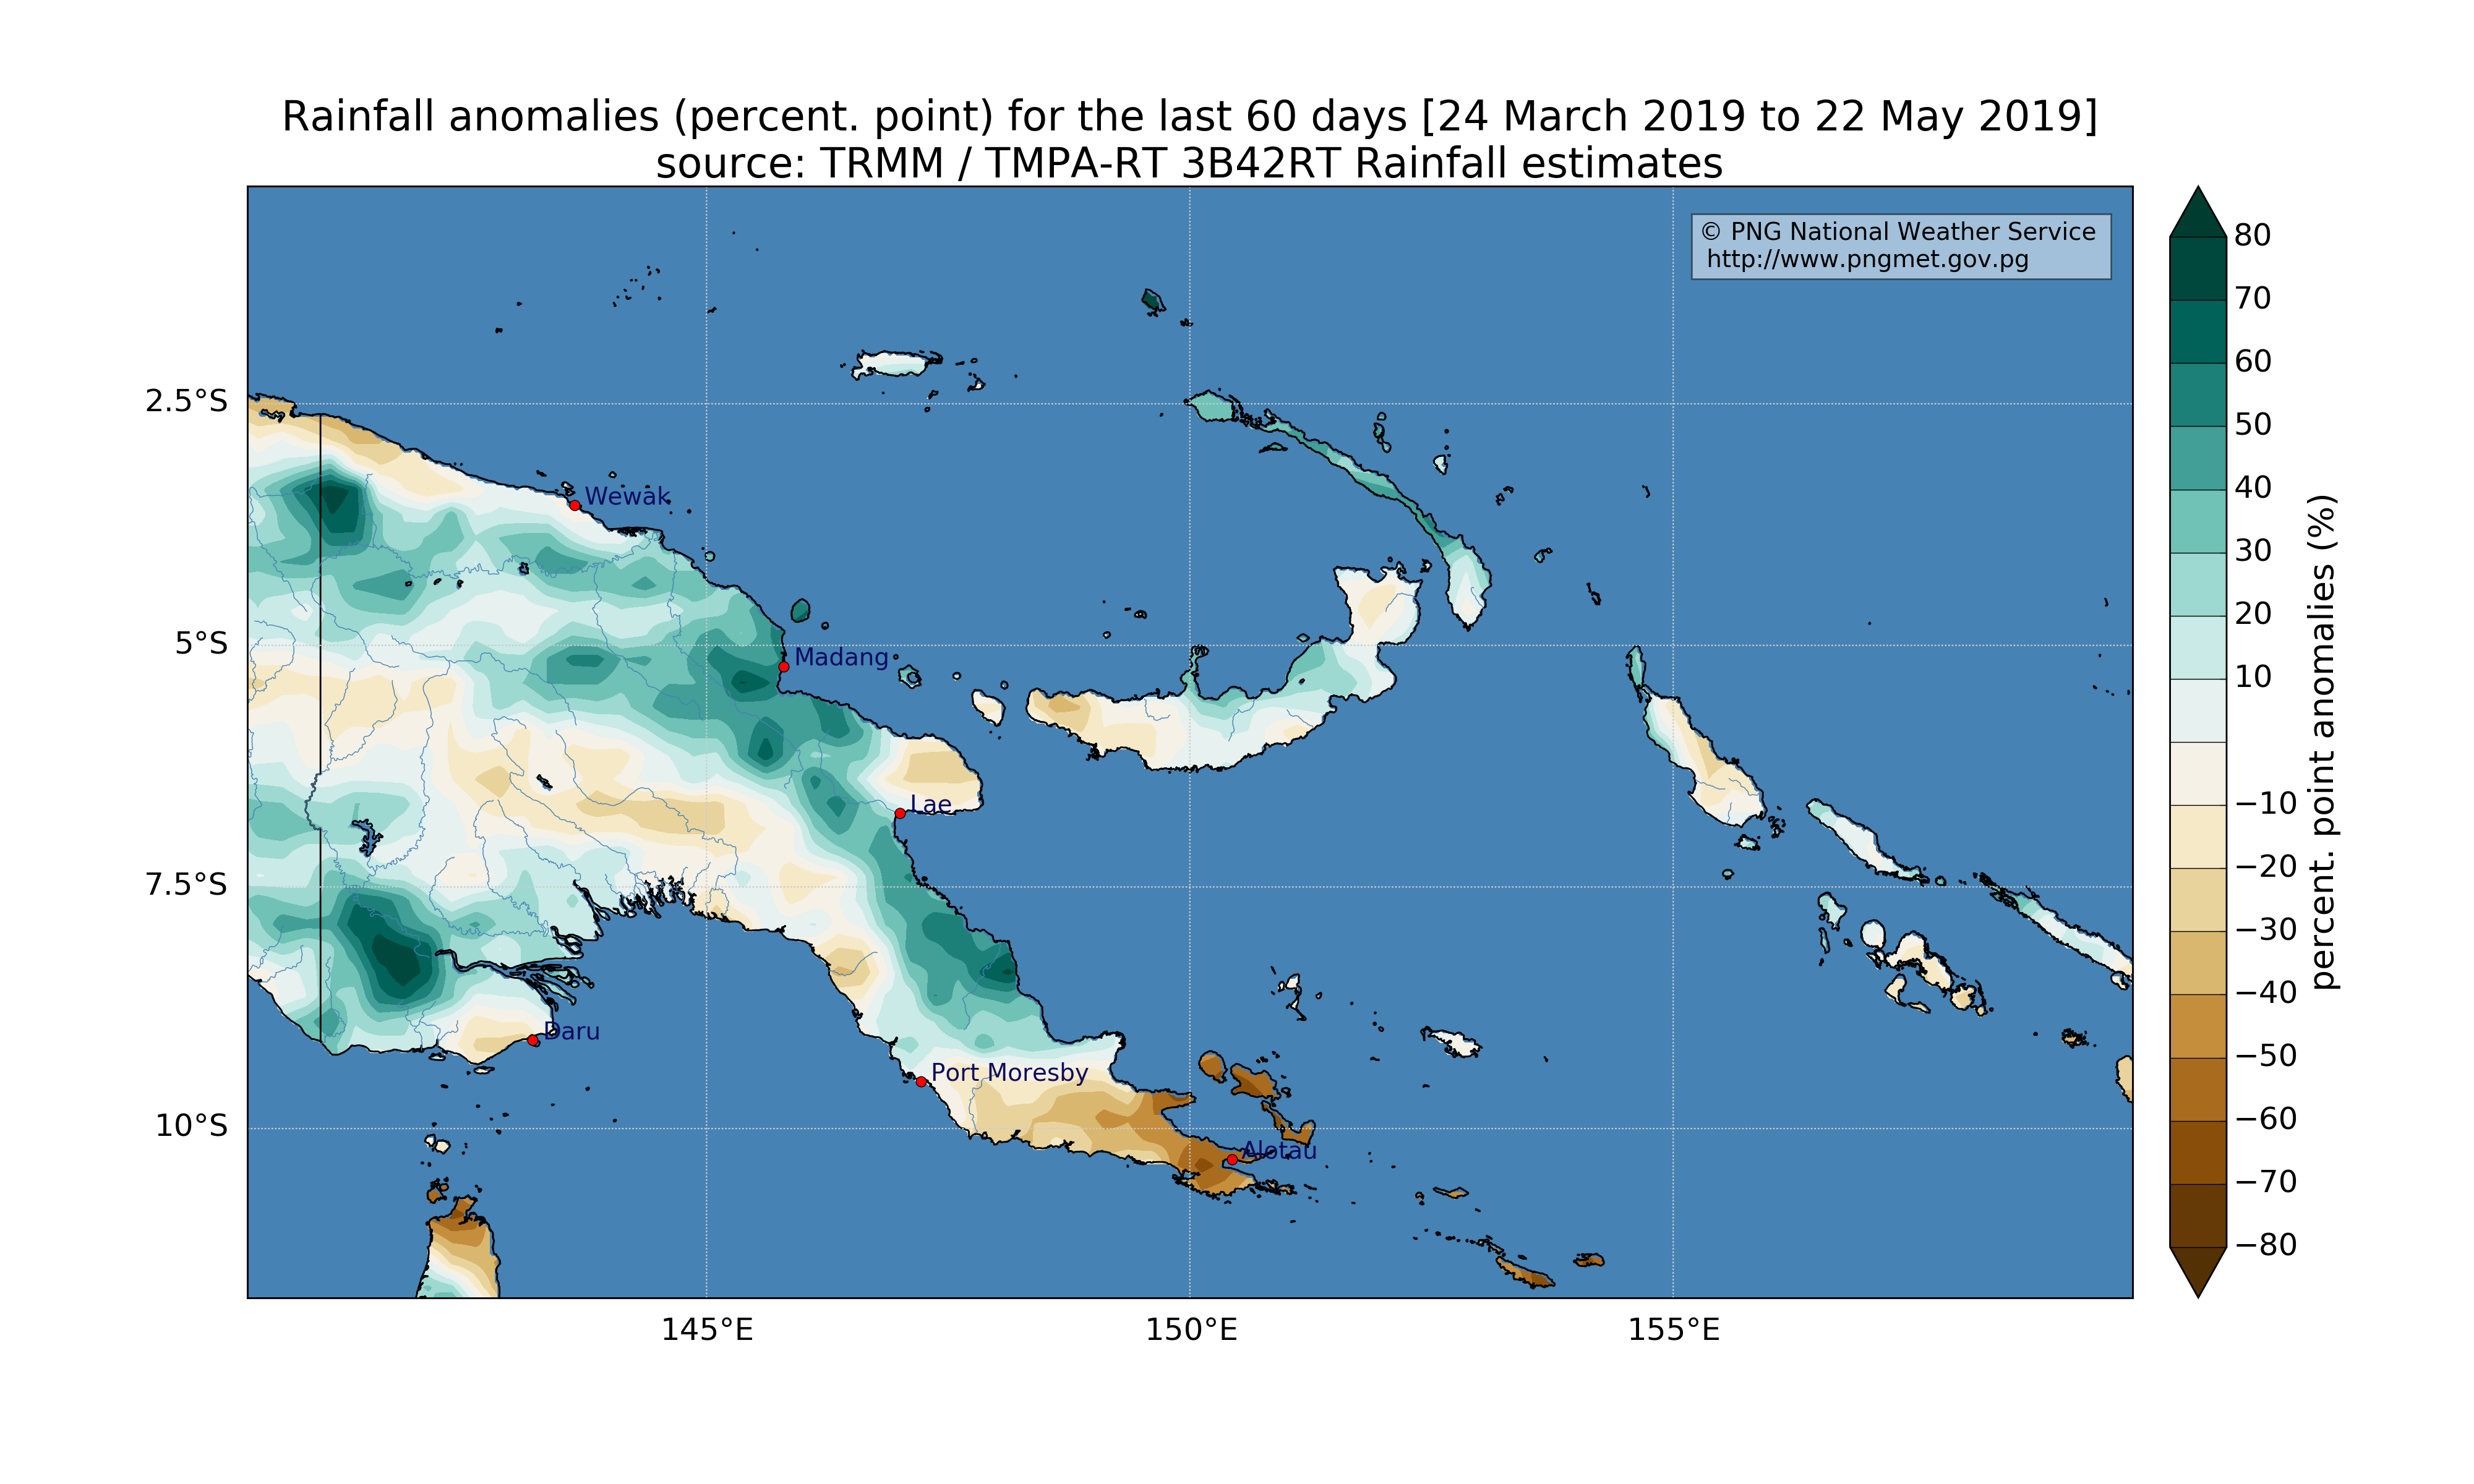 Rainfall anomalies (percent. point) for the last 60 days [24 March 2019 to 22 May 2019]
source: TRMM / TMPA-RT 3B42RT Rainfall estimates
© PNG National Weather Service
http://www.pngmet.gov.pg
2.5°S
5°S
7.5°S
10°S
145°E
150°E
155°E
Wewak
Madang
Lae
Daru
Port Moresby
Alotau
80
70
60
50
40
30
20
10
−10
−20
−30
−40
−50
−60
−70
−80
percent. point anomalies (%)